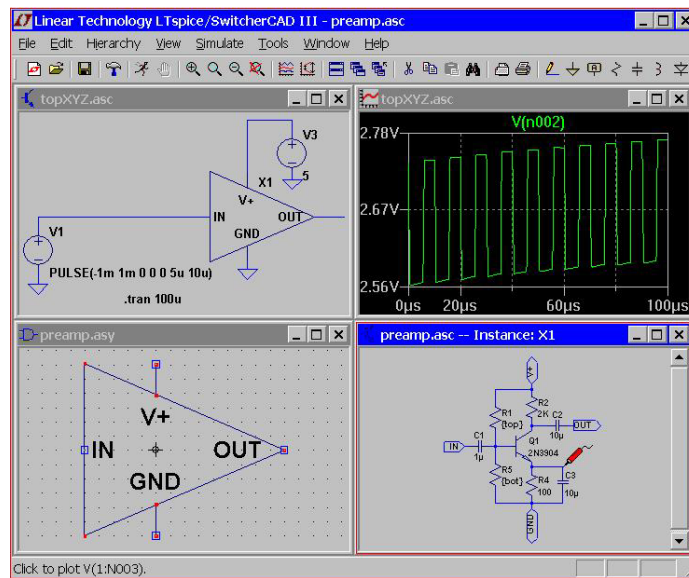 Linear Technology LTspice/SwitcherCAD III - preamp.asc
File Edit Hierarchy View Simulate Tools Window Help
topXYZ.asc
V3
5
X1
V+
IN
OUT
GND
V1
PULSE(-1m 1m 0 0 0 5u 10u)
.tran 100u
topXYZ.asc
V(n002)
2.78V
2.67V
2.56V
0µs 20µs 60µs 100µs
preamp.asy
V+
IN OUT
GND
preamp.asc -- Instance: X1
V+
R1
{top}
R2
2K
C2
10µ
OUT
IN
C1
1µ
Q1
2N3904
R5
{bot}
R4
100
C3
10µ
GND
Click to plot V(1:N003).